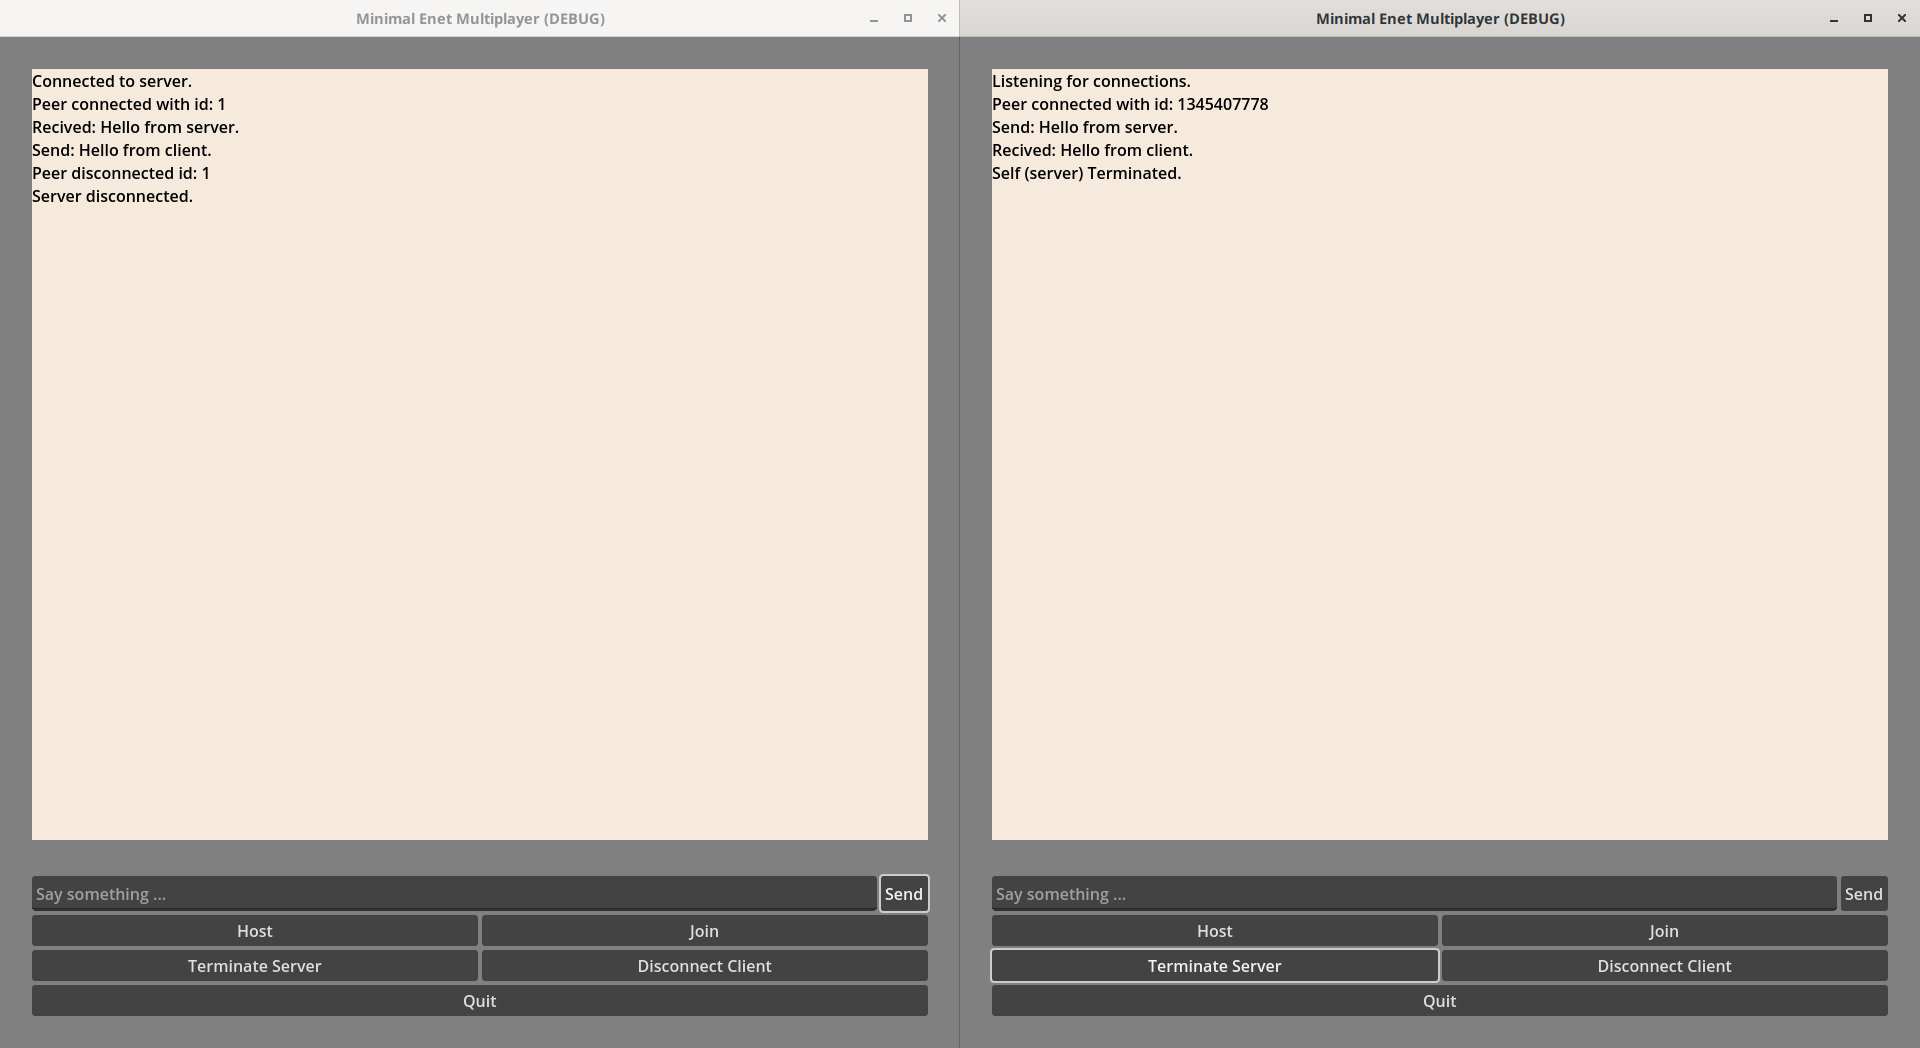 Minimal Enet Multiplayer (DEBUG)
Connected to server.
Peer connected with id: 1
Recived: Hello from server.
Send: Hello from client.
Peer disconnected id: 1
Server disconnected.
Say something ...
Send
Host
Join
Terminate Server
Disconnect Client
Quit
Minimal Enet Multiplayer (DEBUG)
Listening for connections.
Peer connected with id: 1345407778
Send: Hello from server.
Recived: Hello from client.
Self (server) Terminated.
Say something ...
Send
Host
Join
Terminate Server
Disconnect Client
Quit